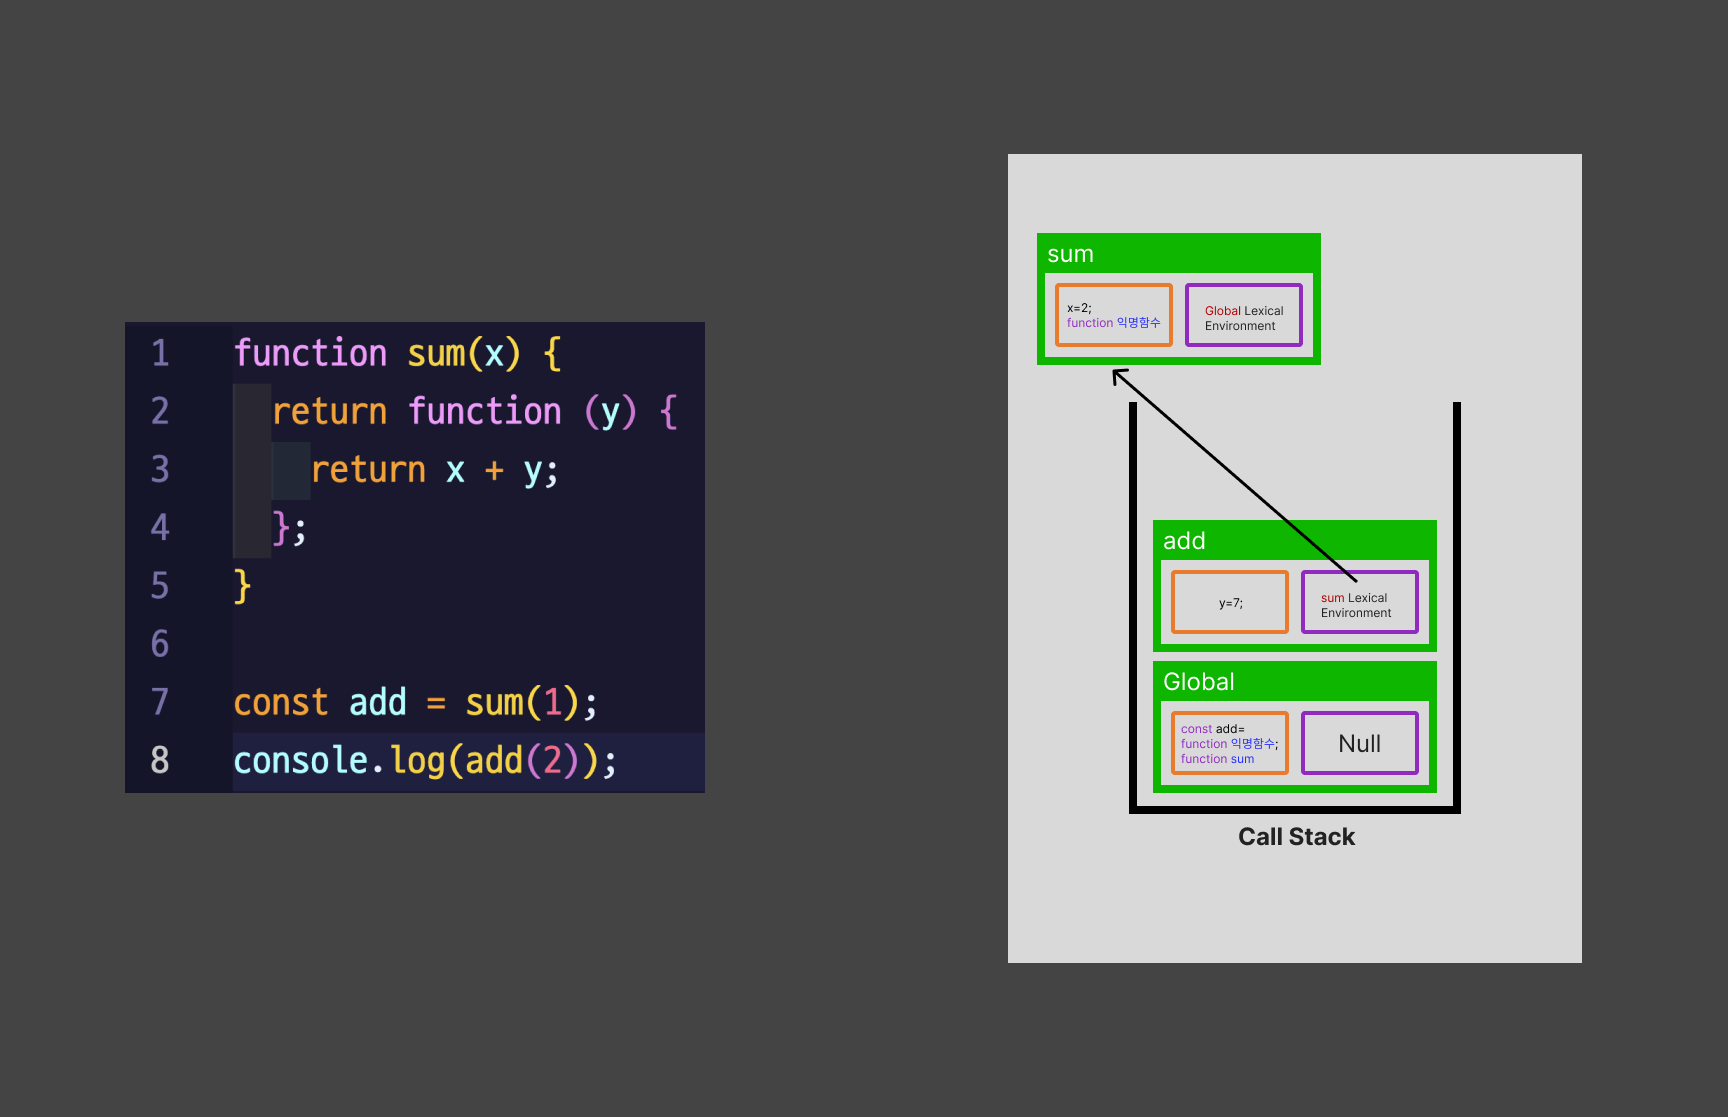 1 function sum(x) {
2 return function (y) {
3 return x + y;
4 };
5 }
6
7 const add = sum(1);
8 console.log(add(2));
sum
x=2;
function 익명함수
Global Lexical
Environment
add
y=7;
sum Lexical
Environment
Global
const add=
function 익명함수;
function sum
Null
Call Stack